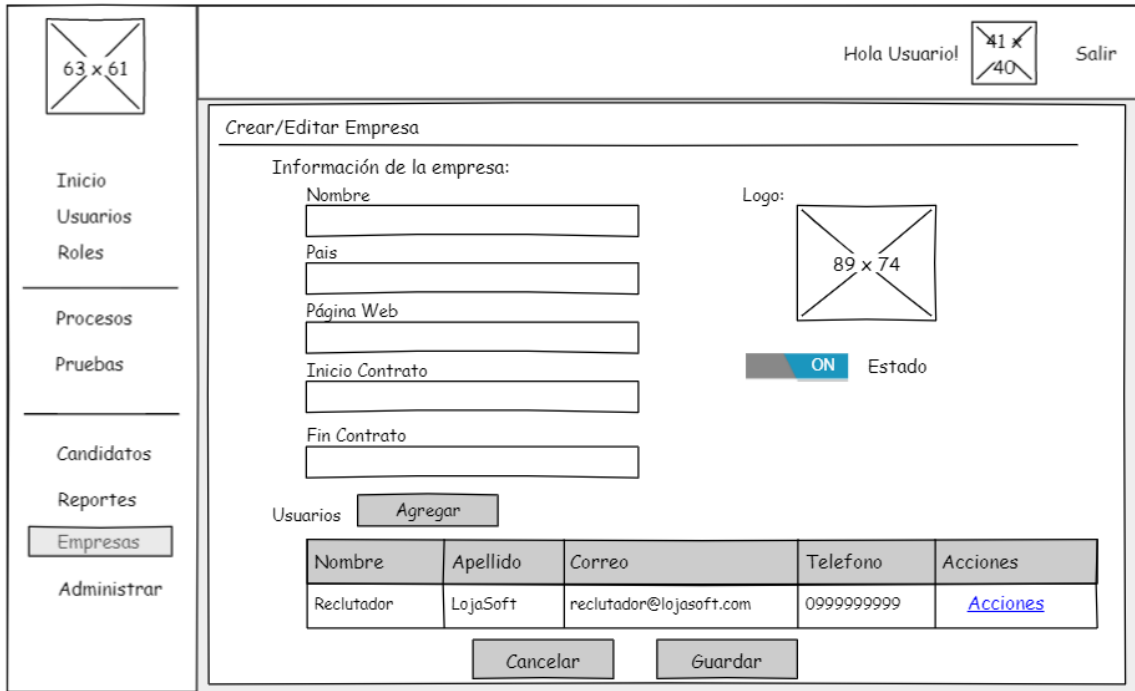 63 x 61
Hola Usuario!
41 x
40
Salir
Inicio
Usuarios
Roles
Procesos
Pruebas
Candidatos
Reportes
Empresas
Administrar
Crear/Editar Empresa
Información de la empresa:
Nombre
Pais
Página Web
Inicio Contrato
Fin Contrato
Logo:
89 x 74
ON Estado
Usuarios Agregar
Nombre Apellido Correo Telefono Acciones
Reclutador LojaSoft reclutador@lojasoft.com 0999999999 Acciones
Cancelar Guardar